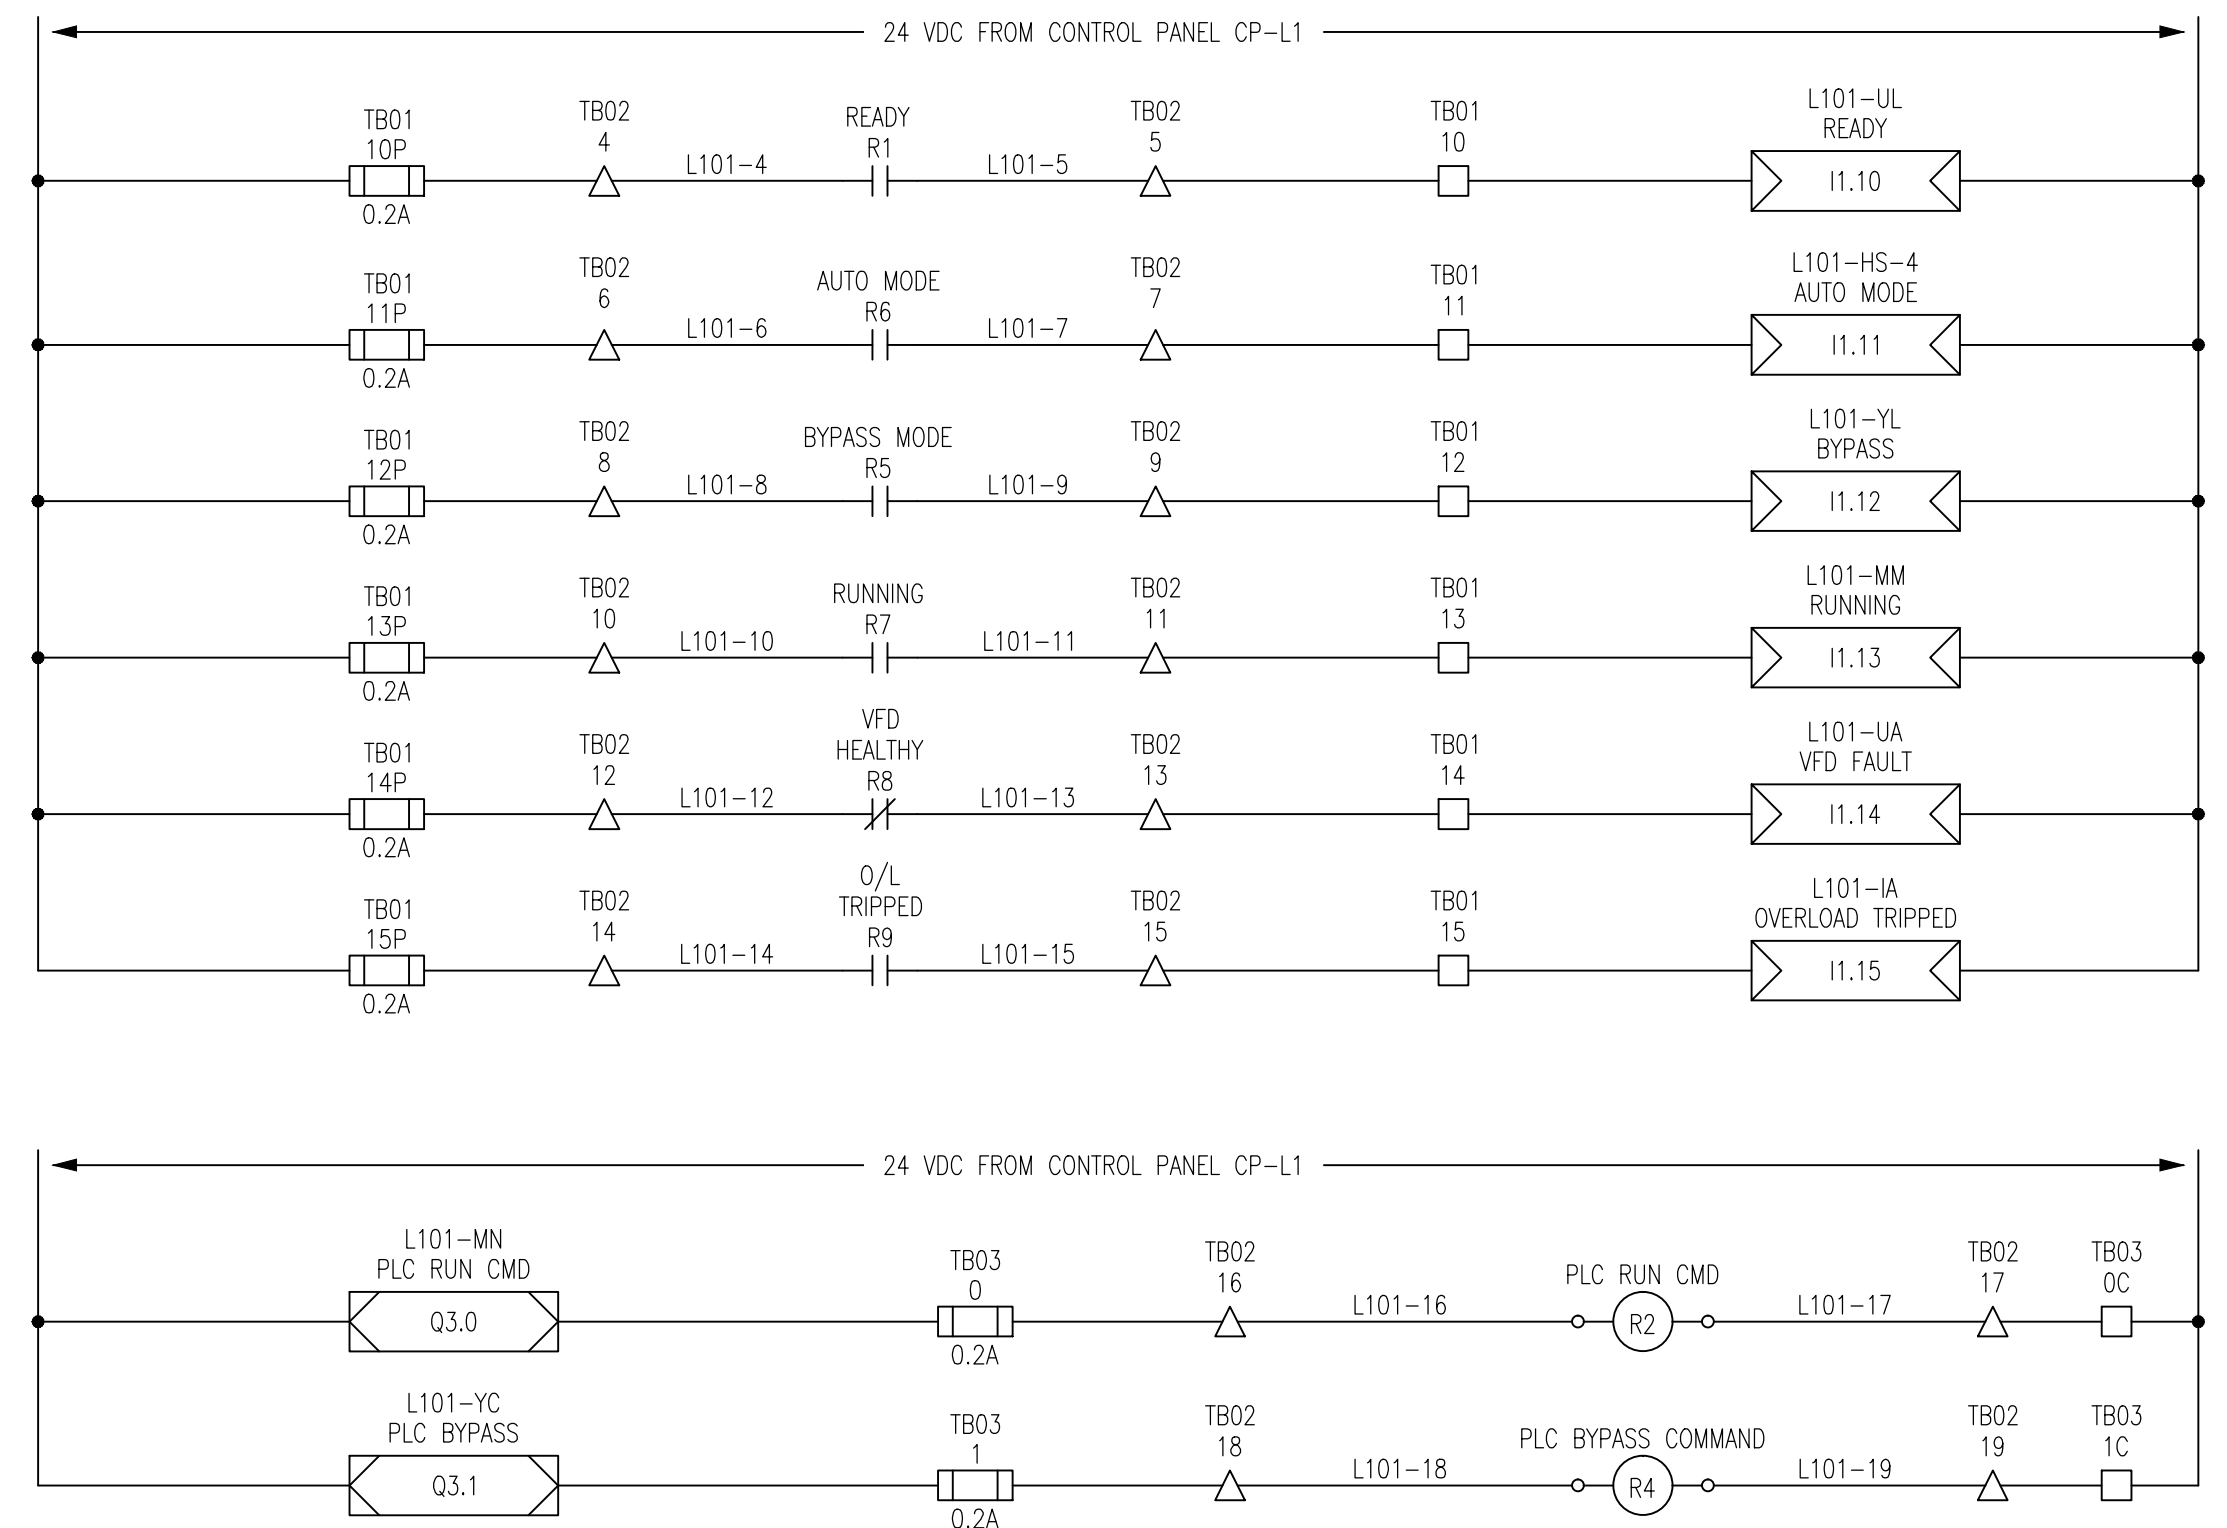 24 VDC FROM CONTROL PANEL CP-L1
TB01
10P
0.2A
TB02
4
L101-4
READY
R1
L101-5
TB02
5
TB01
10
L101-UL
READY
I1.10
TB01
11P
0.2A
TB02
6
L101-6
AUTO MODE
R6
L101-7
TB02
7
TB01
11
L101-HS-4
AUTO MODE
I1.11
TB01
12P
0.2A
TB02
8
L101-8
BYPASS MODE
R5
L101-9
TB02
9
TB01
12
L101-YL
BYPASS
I1.12
TB01
13P
0.2A
TB02
10
L101-10
RUNNING
R7
L101-11
TB02
11
TB01
13
L101-MM
RUNNING
I1.13
TB01
14P
0.2A
TB02
12
L101-12
VFD
HEALTHY
R8
L101-13
TB02
13
TB01
14
L101-UA
VFD FAULT
I1.14
TB01
15P
0.2A
TB02
14
L101-14
O/L
TRIPPED
R9
L101-15
TB02
15
TB01
15
L101-IA
OVERLOAD TRIPPED
I1.15
24 VDC FROM CONTROL PANEL CP-L1
L101-MN
PLC RUN CMD
Q3.0
TB03
0
0.2A
TB02
16
L101-16
PLC RUN CMD
R2
L101-17
TB02
17
TB03
0C
L101-YC
PLC BYPASS
Q3.1
TB03
1
0.2A
TB02
18
L101-18
PLC BYPASS COMMAND
R4
L101-19
TB02
19
TB03
1C